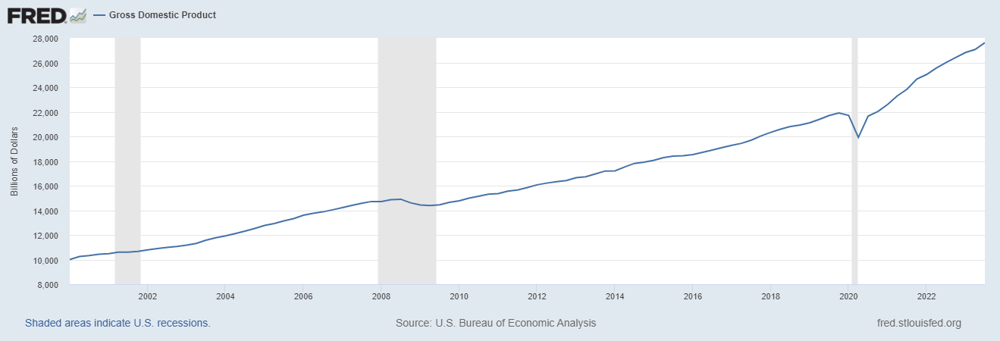 FRED
Gross Domestic Product
28,000
26,000
24,000
22,000
20,000
18,000
16,000
14,000
12,000
10,000
8,000
Billions of Dollars
2002 2004 2006 2008 2010 2012 2014 2016 2018 2020 2022
Shaded areas indicate U.S. recessions. Source: U.S. Bureau of Economic Analysis fred.stlouisfed.org